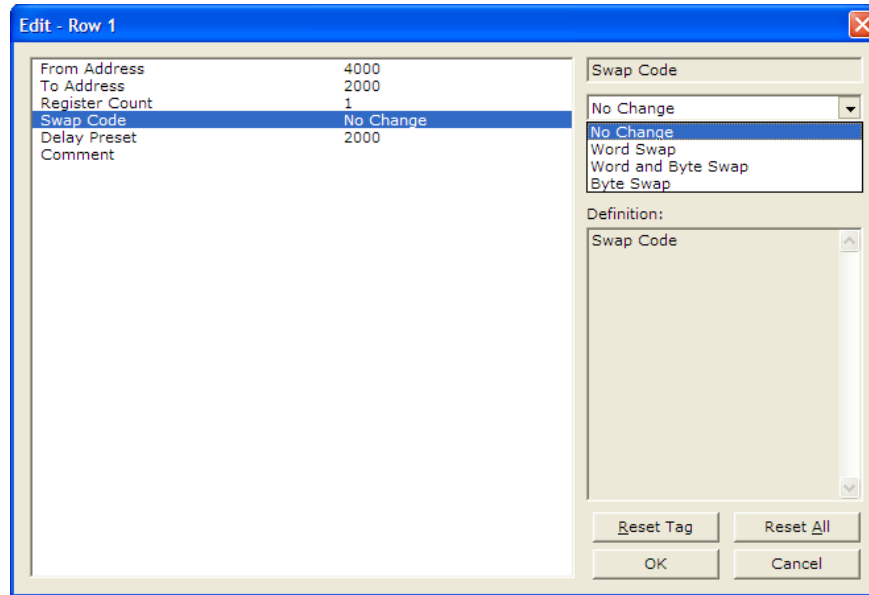 Edit - Row 1
From Address 4000
To Address 2000
Register Count 1
Swap Code No Change
Delay Preset 2000
Comment
Swap Code
No Change
No Change
Word Swap
Word and Byte Swap
Byte Swap
Definition:
Swap Code
Reset Tag Reset All
OK Cancel